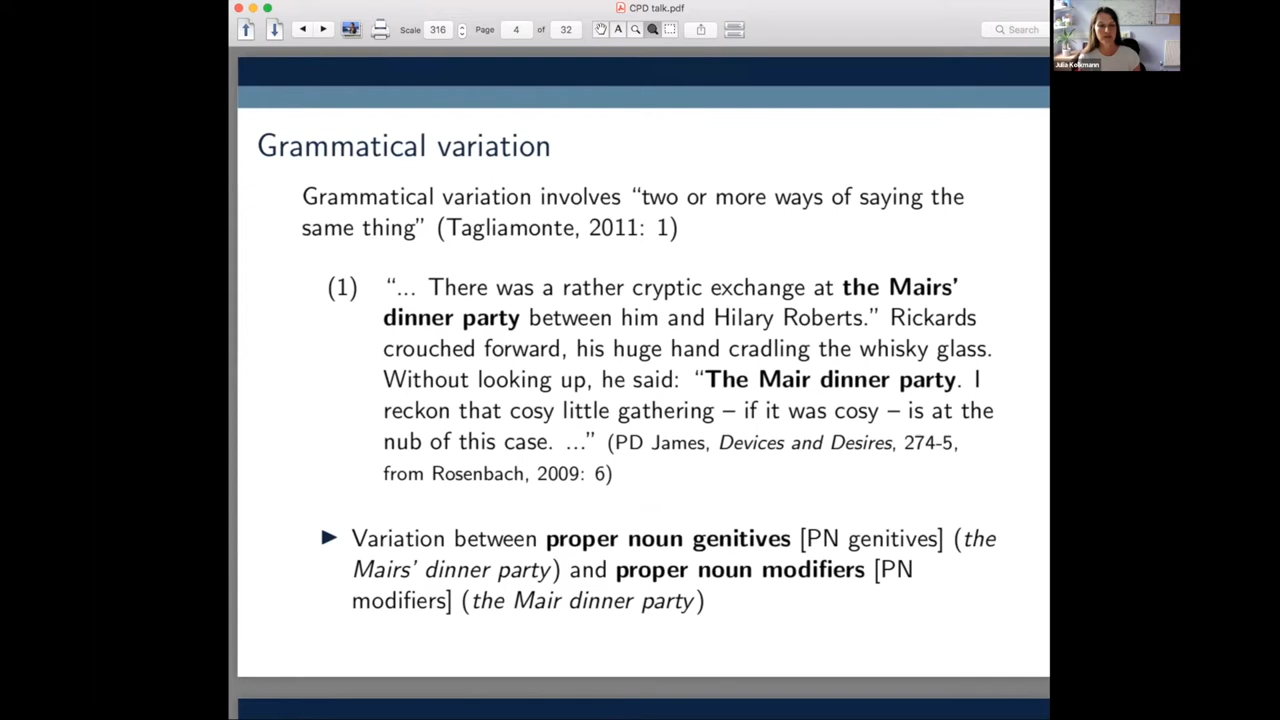 CPD talk.pdf
Scale 316 Page 4 of 32 A Search
Julia Kolkmann
Grammatical variation
Grammatical variation involves “two or more ways of saying the
same thing” (Tagliamonte, 2011: 1)
(1) “... There was a rather cryptic exchange at the Mairs’
dinner party between him and Hilary Roberts.” Rickards
crouched forward, his huge hand cradling the whisky glass.
Without looking up, he said: “The Mair dinner party. I
reckon that cosy little gathering – if it was cosy – is at the
nub of this case. ...” (PD James, Devices and Desires, 274-5,
from Rosenbach, 2009: 6)
Variation between proper noun genitives [PN genitives] (the
Mairs’ dinner party) and proper noun modifiers [PN
modifiers] (the Mair dinner party)